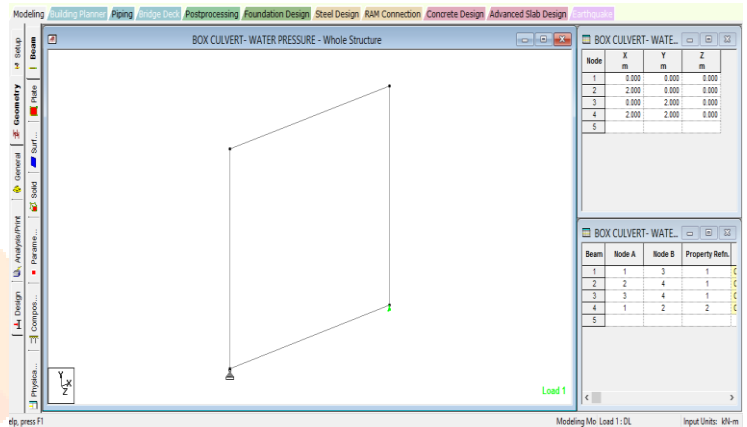 Modeling Building Planner Piping Bridge Deck Postprocessing Foundation Design Steel Design RAM Connection Concrete Design Advanced Slab Design Earthquake
Setup
Geometry
General
Analysis/Print
Design
Beam
Plate
Surf...
Solid
Parame...
Compos...
Physica...
BOX CULVERT- WATER PRESSURE - Whole Structure
Y
X
Z
Load 1
BOX CULVERT- WATE...
Node X Y Z
m m m
1 0.000 0.000 0.000
2 2.000 0.000 0.000
3 0.000 2.000 0.000
4 2.000 2.000 0.000
5
BOX CULVERT- WATE...
Beam Node A Node B Property Refn.
1 1 3 1 C
2 2 4 1 C
3 3 4 1 C
4 1 2 2 C
5
elp, press F1
Modeling Mo Load 1 : DL Input Units: kN-m